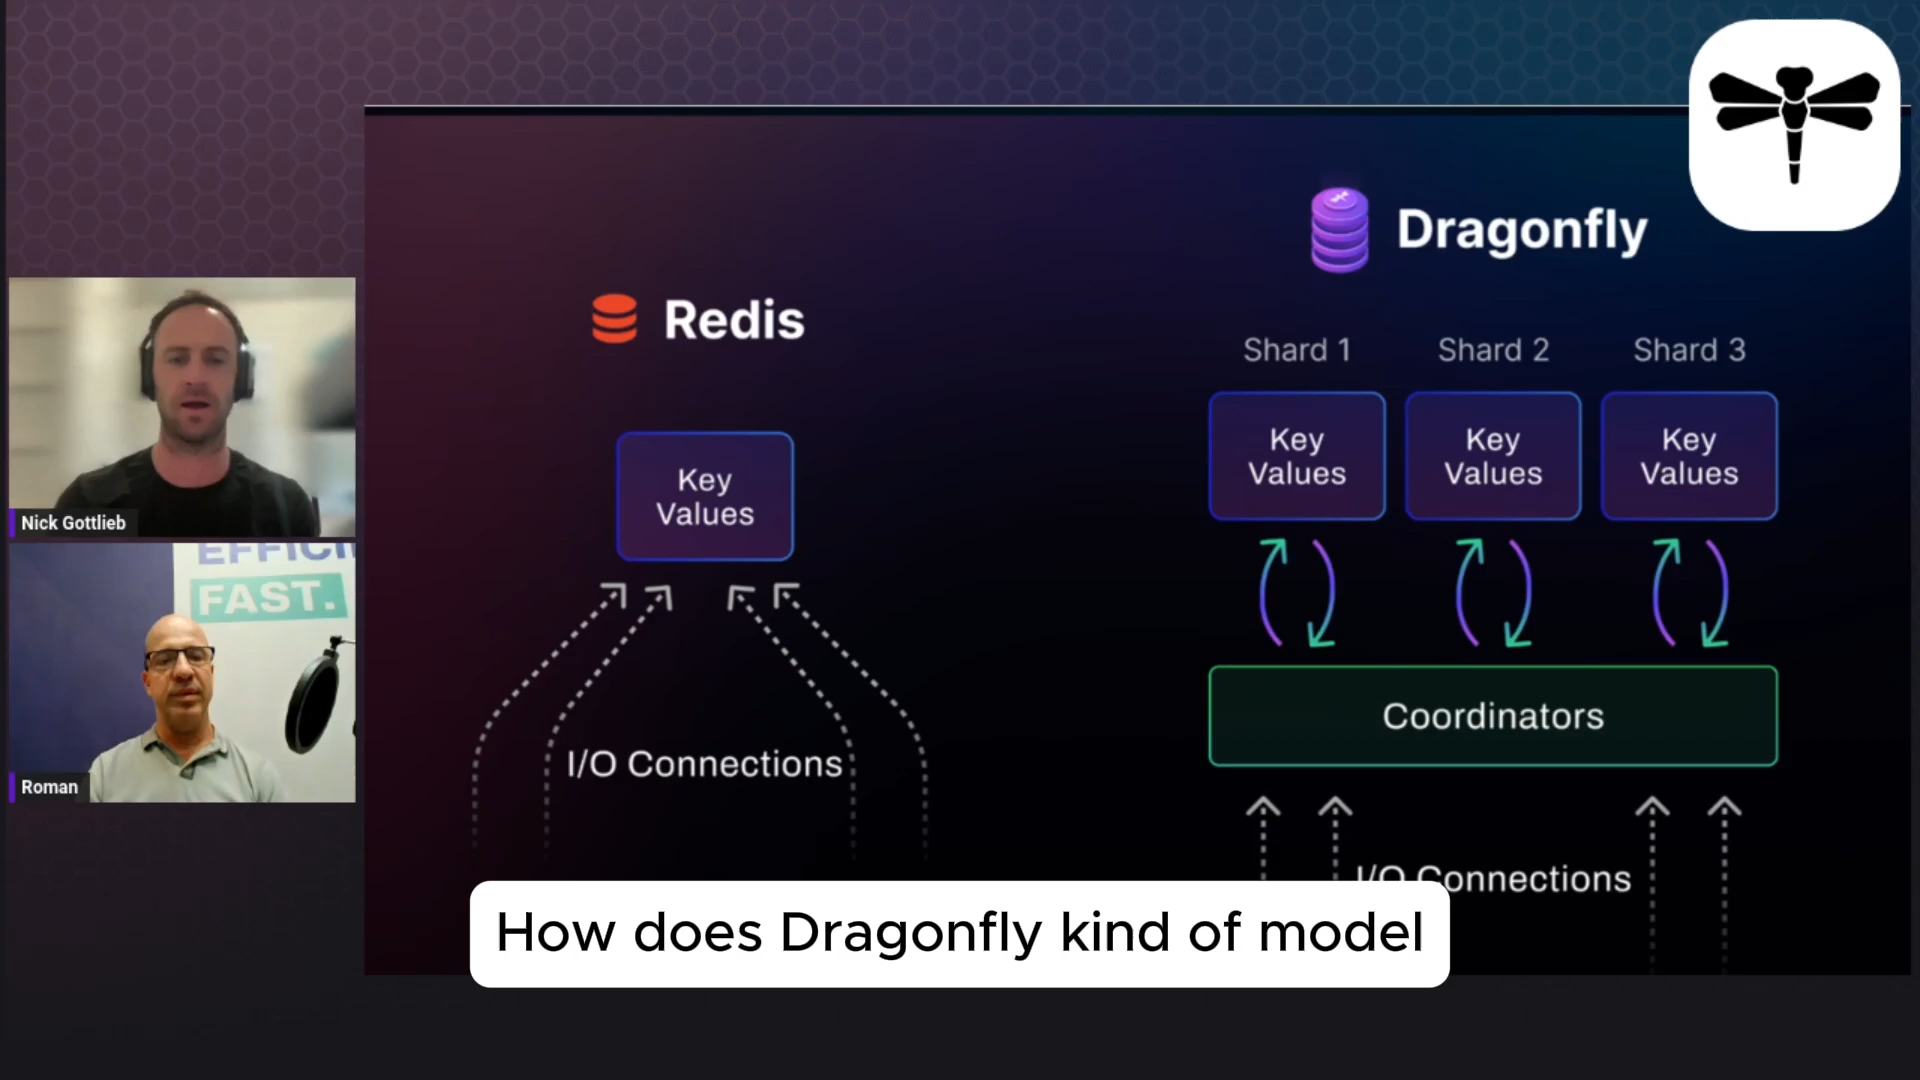 Dragonfly
Redis
Shard 1
Shard 2
Shard 3
Key
Values
Key
Values
Key
Values
Key
Values
Nick Gottlieb
FAST.
Roman
Coordinators
I/O Connections
I/O Connections
How does Dragonfly kind of model